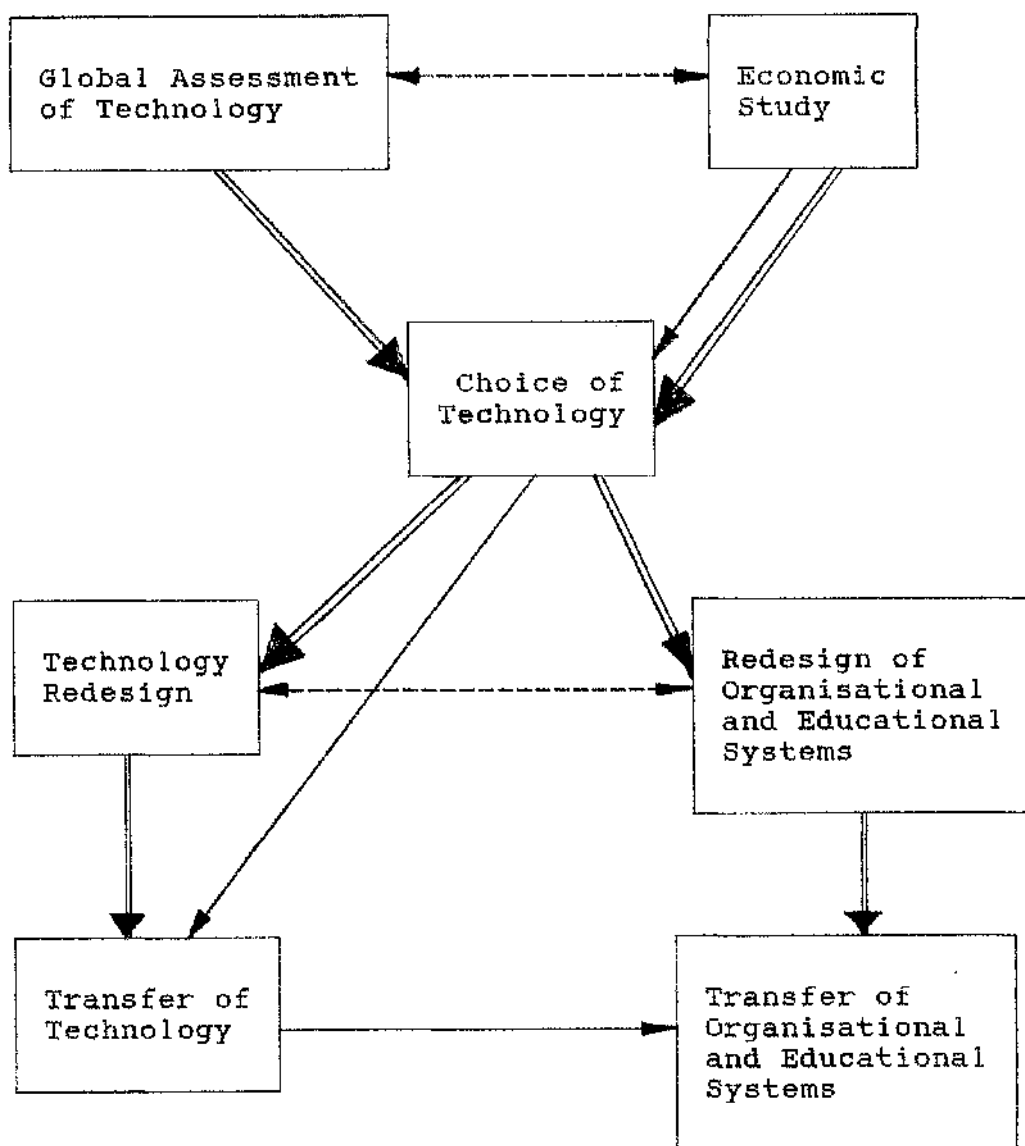 Global Assessment
of Technology
Economic
Study
Choice of
Technology
Technology
Redesign
Redesign of
Organisational
and Educational
Systems
Transfer of
Technology
Transfer of
Organisational
and Educational
Systems